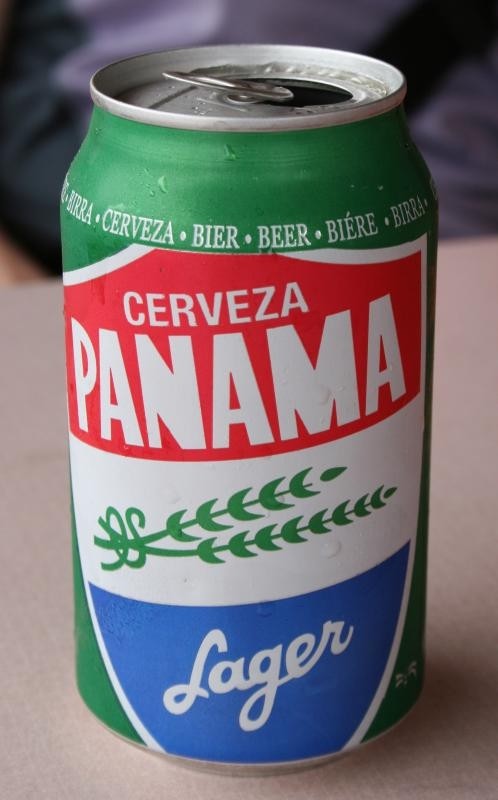 BIRRA • CERVEZA • BIER • BEER • BIÉRE • BIRRA •
CERVEZA
PANAMA
Lager